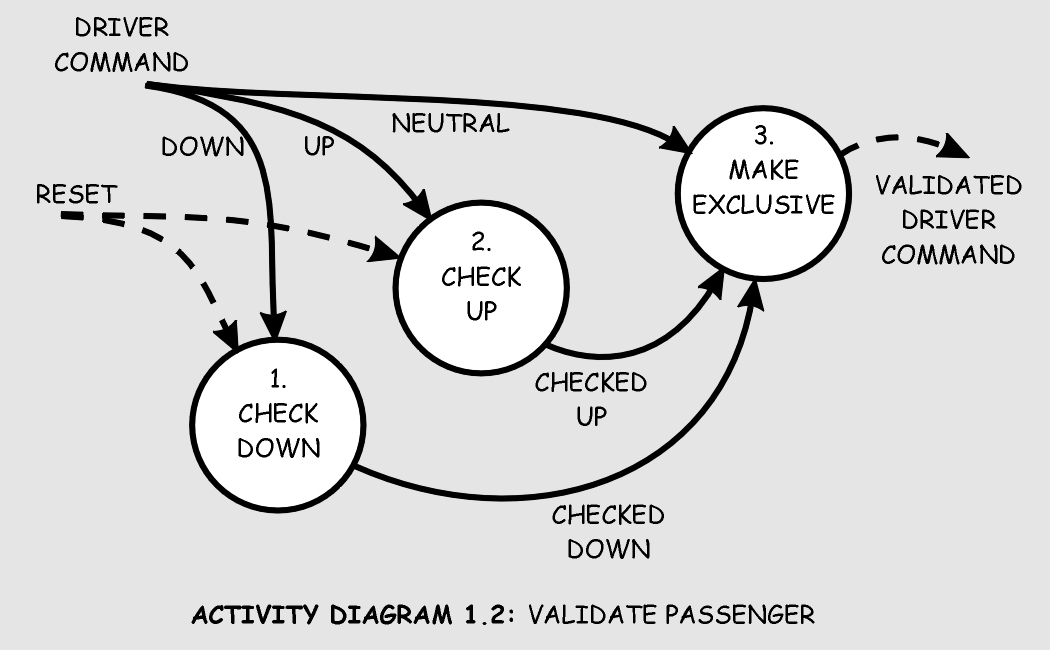 DRIVER
COMMAND
DOWN
UP
NEUTRAL
RESET
3.
MAKE
EXCLUSIVE
VALIDATED
DRIVER
COMMAND
2.
CHECK
UP
1.
CHECK
DOWN
CHECKED
UP
CHECKED
DOWN
ACTIVITY DIAGRAM 1.2: VALIDATE PASSENGER